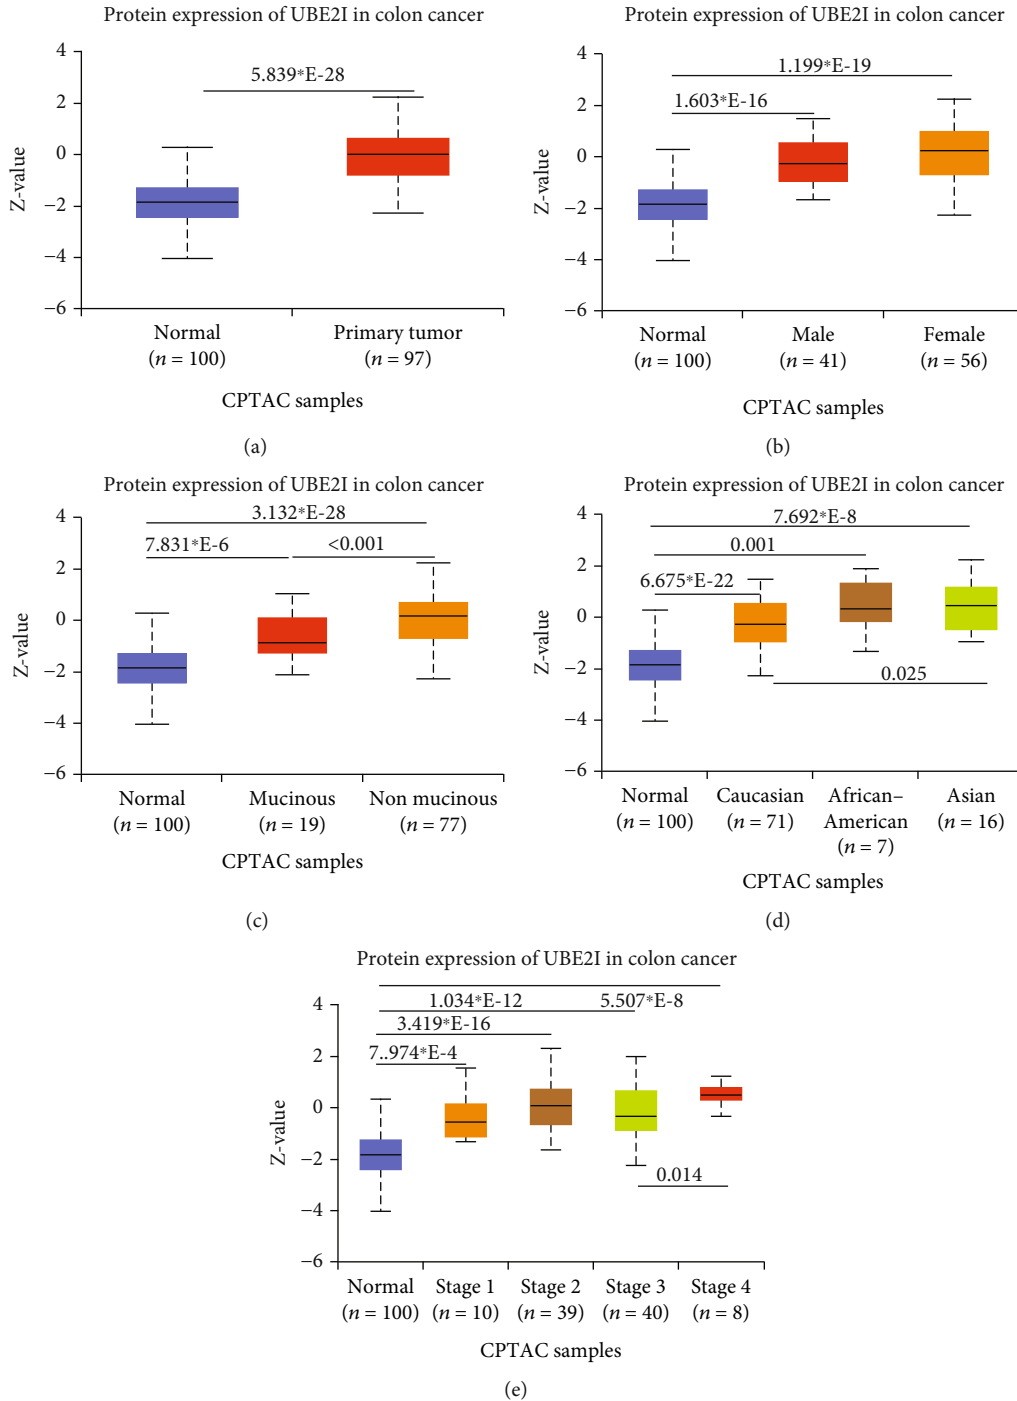 Protein expression of UBE2I in colon cancer
4
2
0
−2
−4
−6
Z-value
5.839*E-28
Normal
(n = 100)
Primary tumor
(n = 97)
CPTAC samples
(a)
Protein expression of UBE2I in colon cancer
4
2
0
−2
−4
−6
Z-value
1.199*E-19
1.603*E-16
Normal
(n = 100)
Male
(n = 41)
Female
(n = 56)
CPTAC samples
(b)
Protein expression of UBE2I in colon cancer
4
2
0
−2
−4
−6
Z-value
3.132*E-28
7.831*E-6
<0.001
Normal
(n = 100)
Mucinous
(n = 19)
Non mucinous
(n = 77)
CPTAC samples
(c)
Protein expression of UBE2I in colon cancer
4
2
0
−2
−4
−6
Z-value
7.692*E-8
0.001
6.675*E-22
0.025
Normal
(n = 100)
Caucasian
(n = 71)
African–
American
(n = 7)
Asian
(n = 16)
CPTAC samples
(d)
Protein expression of UBE2I in colon cancer
4
2
0
−2
−4
−6
Z-value
1.034*E-12
5.507*E-8
3.419*E-16
7..974*E-4
0.014
Normal
(n = 100)
Stage 1
(n = 10)
Stage 2
(n = 39)
Stage 3
(n = 40)
Stage 4
(n = 8)
CPTAC samples
(e)